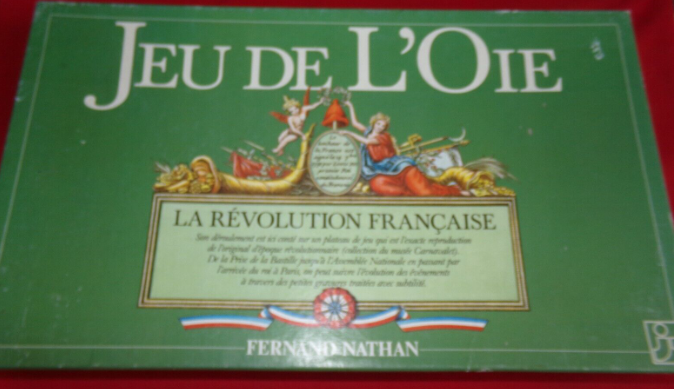 JEU DE L'OIE
LA RÉVOLUTION FRANÇAISE
Son déroulement est ici conté sur un plateau de jeu qui est l'exacte reproduction
de l'original d'époque révolutionnaire (collection du musée Carnavalet).
De la Prise de la Bastille jusqu'à l'Assemblée Nationale en passant par
l'arrivée du roi à Paris, on peut suivre l'évolution des événements
à travers des petites gravures traitées avec subtilité.
FERNAND NATHAN